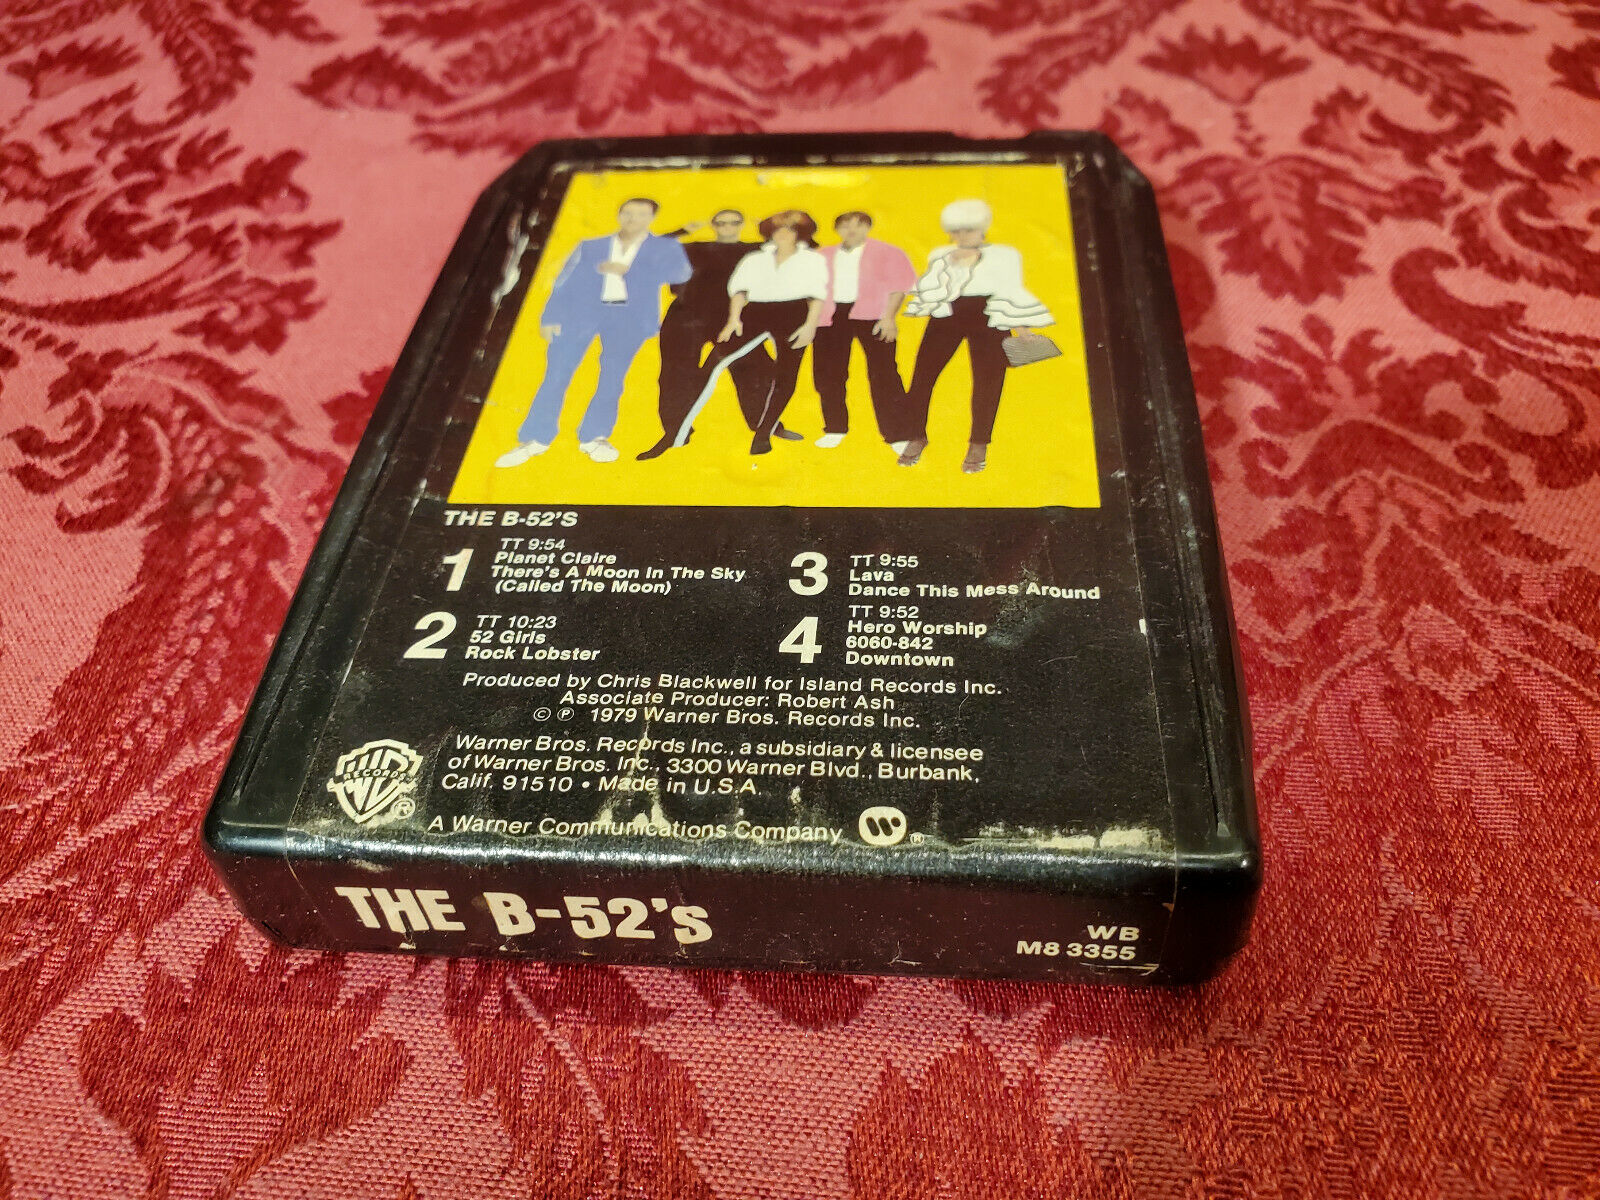 THE B-52'S
1
TT 9:54
Planet Claire
There's A Moon In The Sky
(Called The Moon)
2
TT 10:23
52 Girls
Rock Lobster
3
TT 9:55
Lava
Dance This Mess Around
4
TT 9:52
Hero Worship
6060-842
Downtown
Produced by Chris Blackwell for Island Records Inc.
Associate Producer: Robert Ash
© ℗ 1979 Warner Bros. Records Inc.
RECORDS
®
Warner Bros. Records Inc., a subsidiary & licensee
of Warner Bros. Inc., 3300 Warner Blvd., Burbank,
Calif. 91510 • Made in U.S.A.
A Warner Communications Company
®
THE B-52's
WB
M8 3355